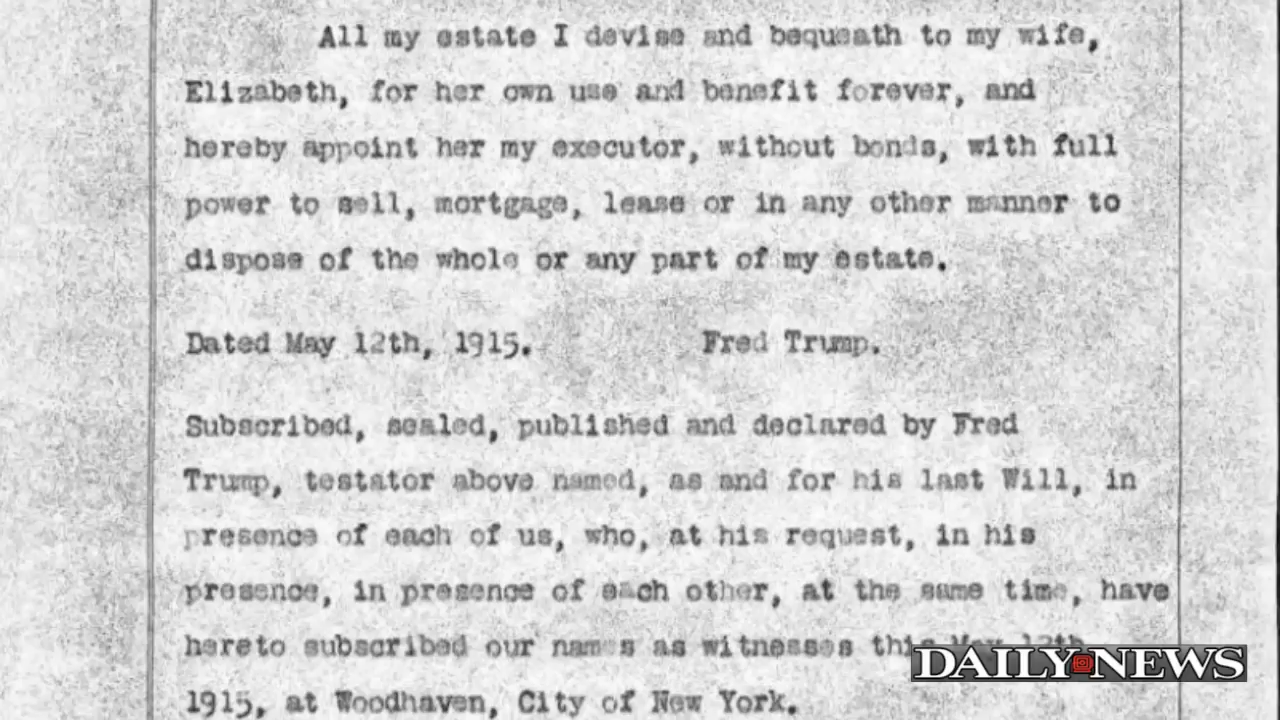 All my estate I devise and bequeath to my wife,
Elizabeth, for her own use and benefit forever, and
hereby appoint her my executor, without bonds, with full
power to sell, mortgage, lease or in any other manner to
dispose of the whole or any part of my estate.
Dated May 12th, 1915. Fred Trump.
Subscribed, sealed, published and declared by Fred
Trump, testator above named, as and for his last Will, in
presence of each of us, who, at his request, in his
presence, in presence of each other, at the same time, have
hereto subscribed our names as witnesses this May 12th
1915, at Woodhaven, City of New York.
DAILY NEWS